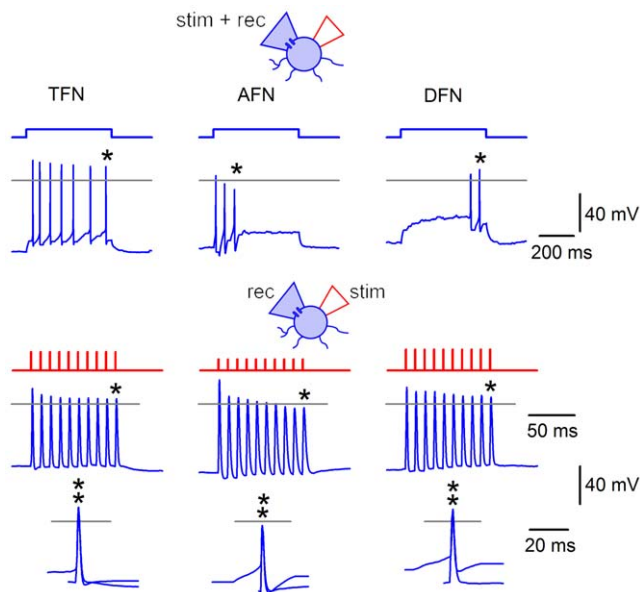 stim + rec
TFN AFN DFN
* * *
40 mV
200 ms
rec stim
* * *
50 ms
40 mV
** ** **
20 ms